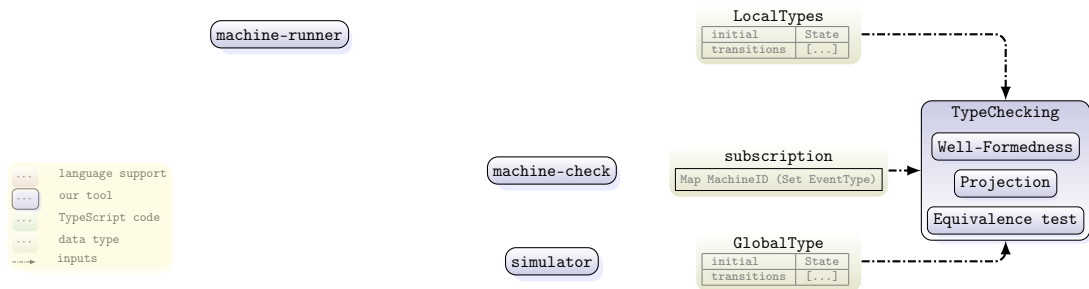 machine-runner
LocalTypes
initial State
transitions [...]
TypeChecking
Well-Formedness
Projection
Equivalence test
subscription
Map MachineID (Set EventType)
machine-check
simulator
GlobalType
initial State
transitions [...]
... language support
... our tool
... TypeScript code
... data type
inputs